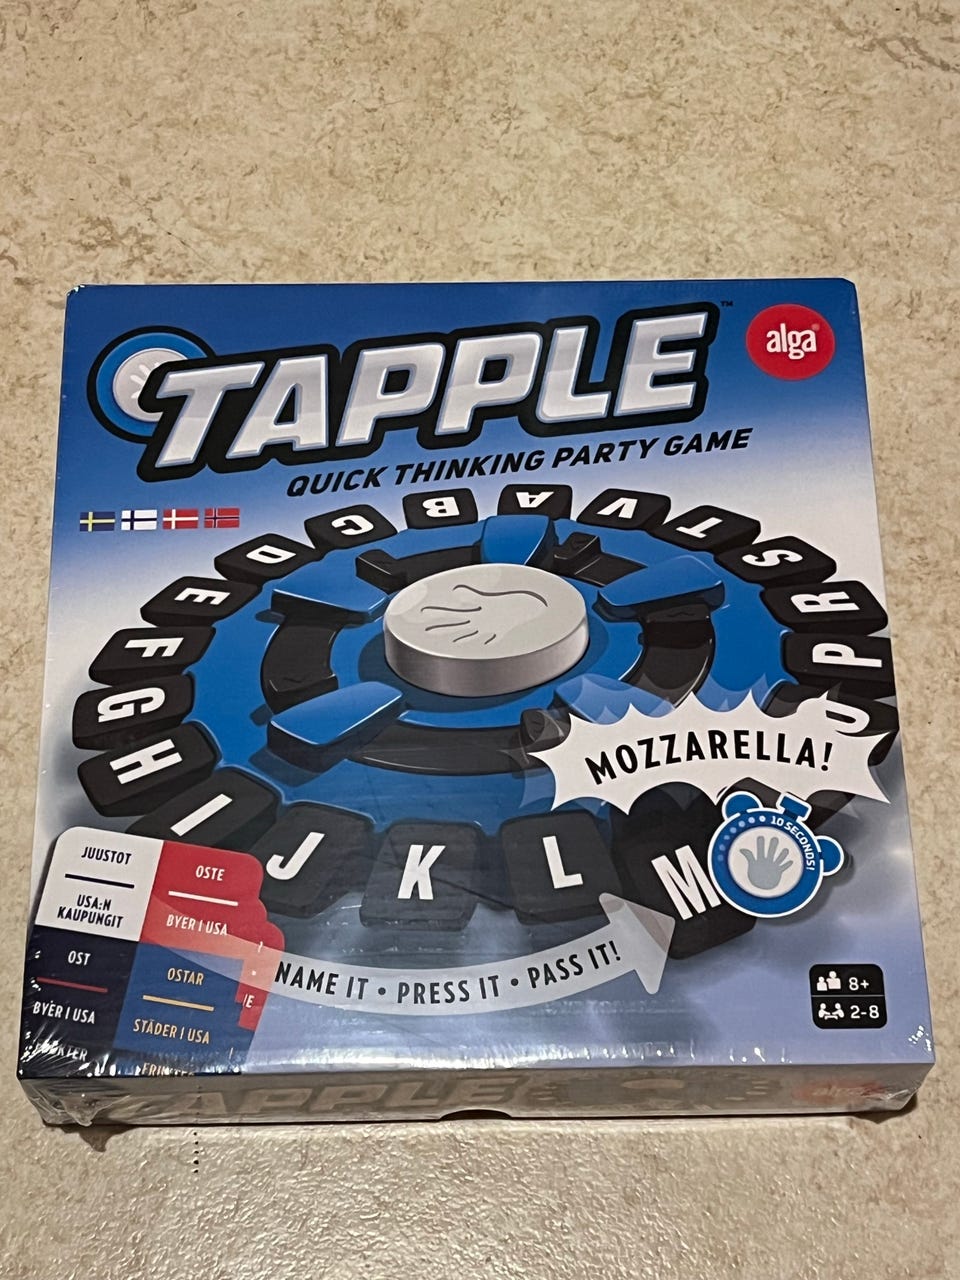 TAPPLE™
alga
QUICK THINKING PARTY GAME
A
B
C
D
E
F
G
H
I
J
K
L
M
O
P
R
S
T
V
MOZZARELLA!
10 SECONDS!
JUUSTOT
USA:N
KAUPUNGIT
OSTE
BYER I USA
OST
BYER I USA
OSTAR
STÄDER I USA
NAME IT • PRESS IT • PASS IT!
8+
2-8
TAPPLE